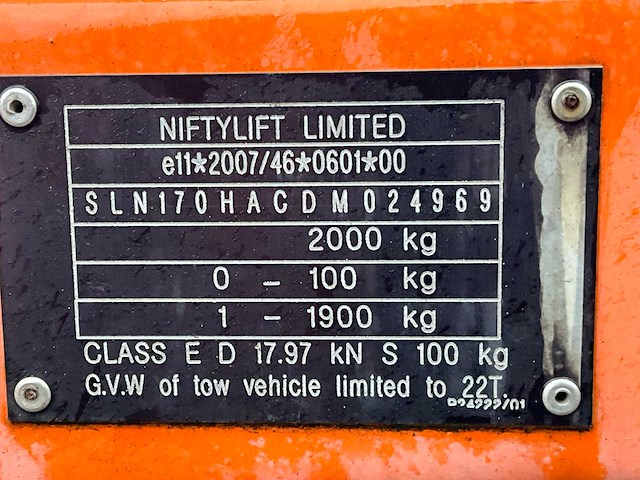 NIFTYLIFT LIMITED
e11*2007/46*0601*00
SLN170HACDM024969
2000 kg
0 - 100 kg
1 - 1900 kg
CLASS E D 17.97 kN S 100 kg
G.V.W of tow vehicle limited to 22T.